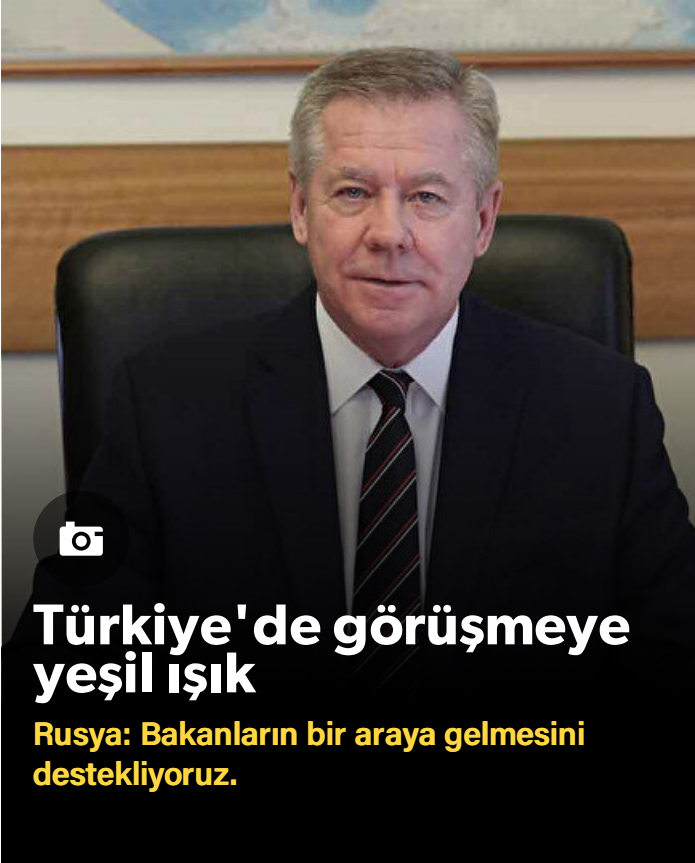 Türkiye'de görüşmeye
yeşil ışık
Rusya: Bakanların bir araya gelmesini
destekliyoruz.